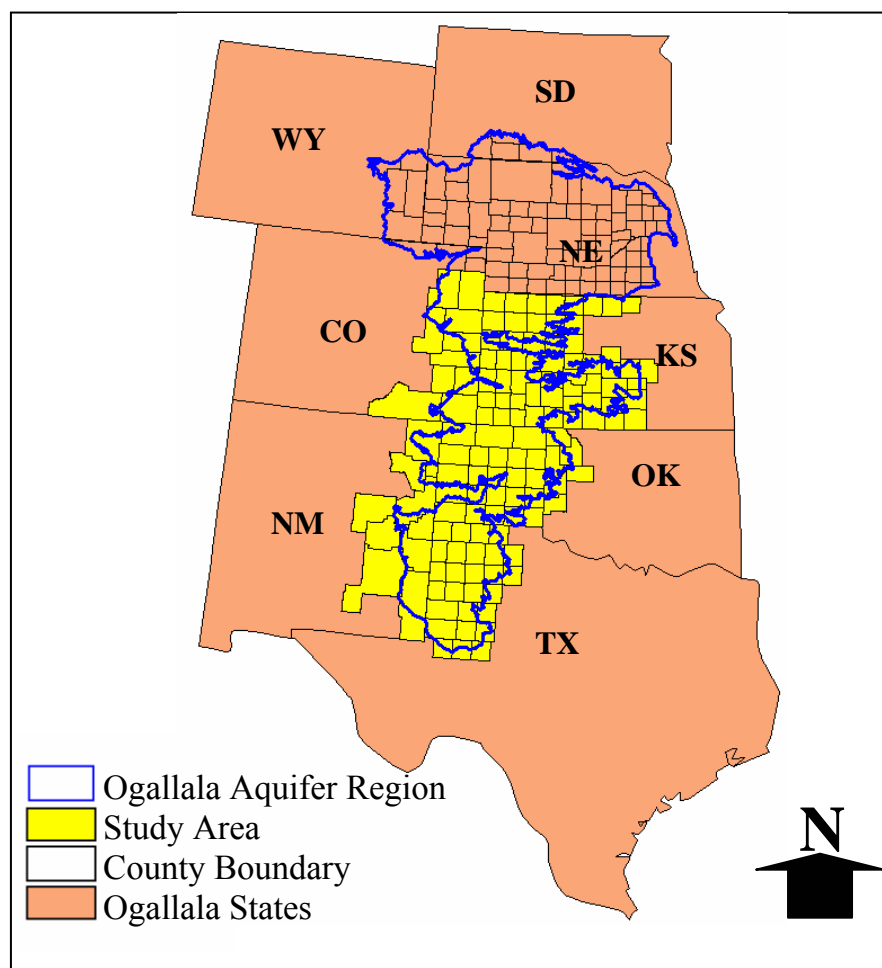 SD
WY
NE
CO
KS
OK
NM
TX
Ogallala Aquifer Region
Study Area
County Boundary
Ogallala States
N